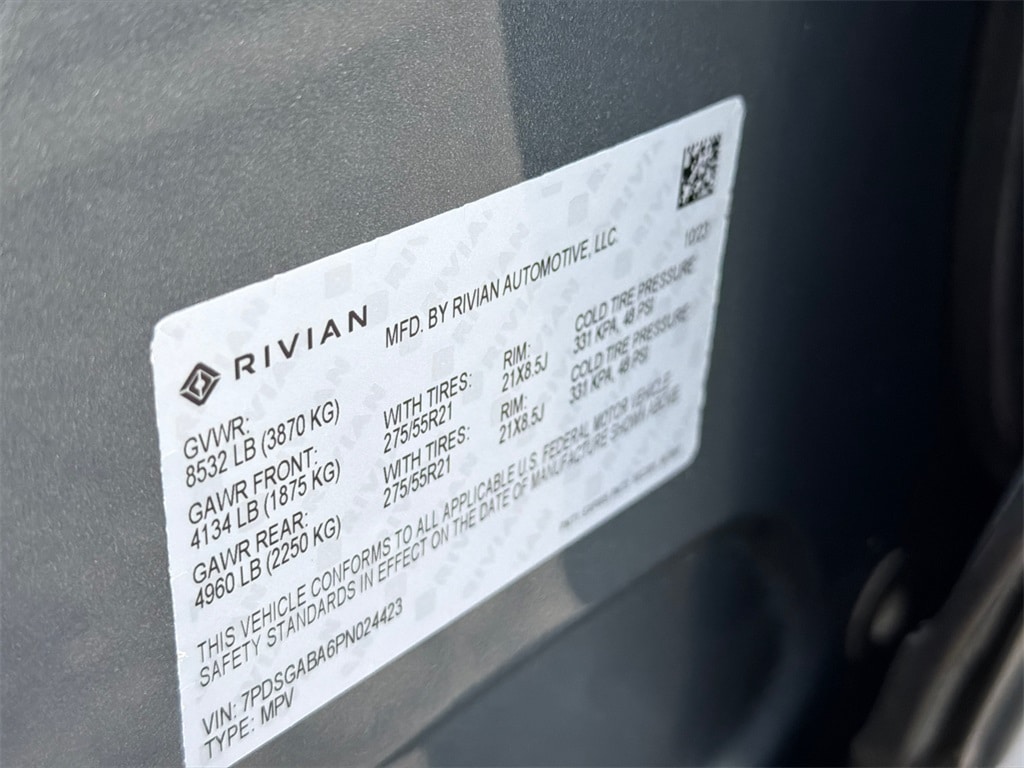 RIVIAN
MFD. BY RIVIAN AUTOMOTIVE, LLC.
10/23
GVWR:
8532 LB (3870 KG)
GAWR FRONT:
4134 LB (1875 KG)
WITH TIRES:
275/55R21
RIM:
21X8.5J
COLD TIRE PRESSURE:
331 KPA, 48 PSI
GAWR REAR:
4960 LB (2250 KG)
WITH TIRES:
275/55R21
RIM:
21X8.5J
COLD TIRE PRESSURE:
331 KPA, 48 PSI
THIS VEHICLE CONFORMS TO ALL APPLICABLE U.S. FEDERAL MOTOR VEHICLE
SAFETY STANDARDS IN EFFECT ON THE DATE OF MANUFACTURE SHOWN ABOVE.
VIN: 7PDSGABA6PN024423
TYPE: MPV